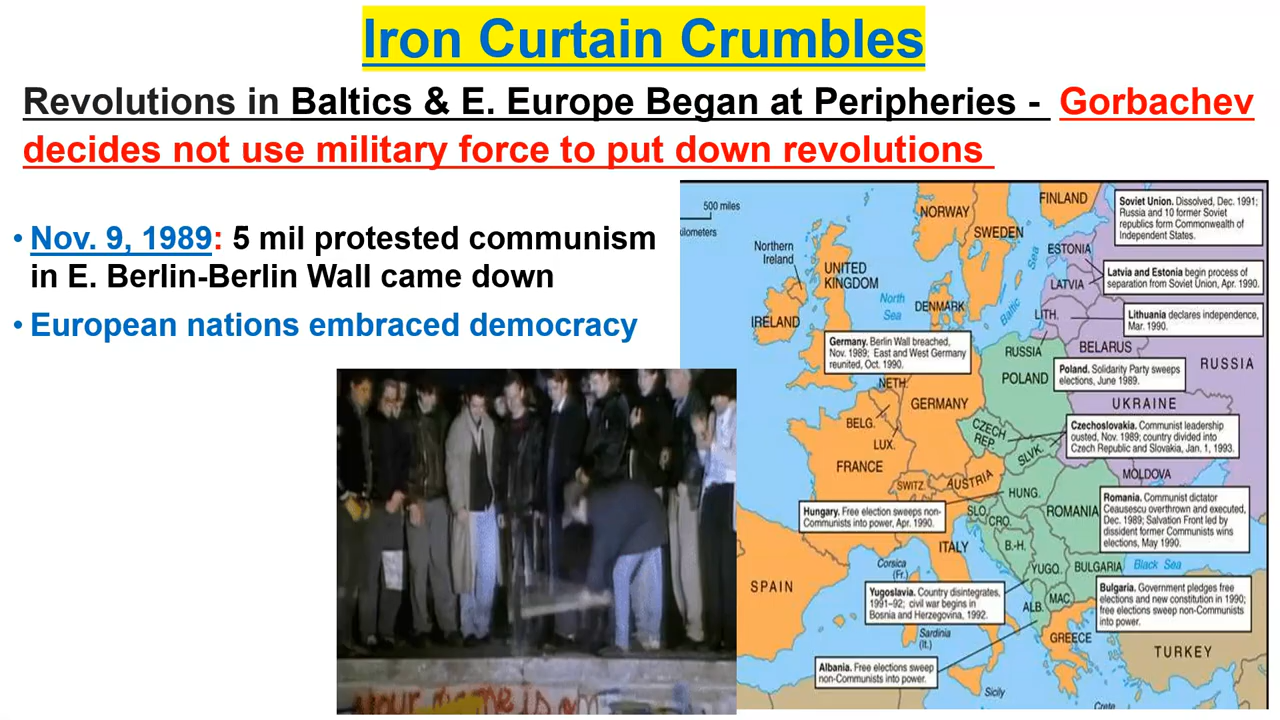 Iron Curtain Crumbles
Revolutions in Baltics & E. Europe Began at Peripheries - Gorbachev
decides not use military force to put down revolutions
• Nov. 9, 1989: 5 mil protested communism
in E. Berlin-Berlin Wall came down
• European nations embraced democracy
500 miles
kilometers
NORWAY
FINLAND
SWEDEN
Soviet Union. Dissolved, Dec. 1991;
Russia and 10 former Soviet
republics form Commonwealth of
Independent States.
Northern
Ireland
UNITED
KINGDOM
North
Sea
DENMARK
Baltic
Sea
ESTONIA
LATVIA
Latvia and Estonia begin process of
separation from Soviet Union, Apr. 1990.
IRELAND
LITH.
Lithuania declares independence,
Mar. 1990.
Germany. Berlin Wall breached,
Nov. 1989; East and West Germany
reunited, Oct. 1990.
RUSSIA
BELARUS
RUSSIA
POLAND
Poland. Solidarity Party sweeps
elections, June 1989.
NETH.
GERMANY
UKRAINE
BELG.
LUX.
CZECH
REP.
SLVK.
Czechoslovakia. Communist leadership
ousted, Nov. 1989; country divided into
Czech Republic and Slovakia, Jan. 1, 1993.
FRANCE
SWITZ.
AUSTRIA
MOLDOVA
HUNG.
Hungary. Free election sweeps non-
Communists into power, Apr. 1990.
SLO.
CRO.
ROMANIA
Romania. Communist dictator
Ceausescu overthrown and executed,
Dec. 1989; Salvation Front led by
dissident former Communists wins
elections, May 1990.
ITALY
B.-H.
Corsica
(Fr.)
YUGO.
BULGARIA
Black Sea
SPAIN
Yugoslavia. Country disintegrates,
1991–92; civil war begins in
Bosnia and Herzegovina, 1992.
MAC.
ALB.
Bulgaria. Government pledges free
elections and new constitution in 1990;
free elections sweep non-Communists
into power.
Sardinia
(It.)
GREECE
TURKEY
Albania. Free elections sweep
non-Communists into power.
Sicily
Crete
your name is